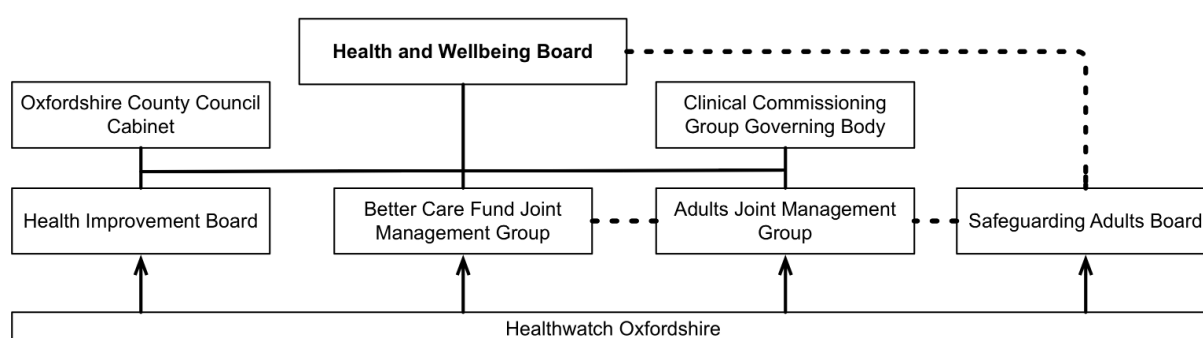 Health and Wellbeing Board
Oxfordshire County Council
Cabinet
Clinical Commissioning
Group Governing Body
Health Improvement Board
Better Care Fund Joint
Management Group
Adults Joint Management
Group
Safeguarding Adults Board
Healthwatch Oxfordshire